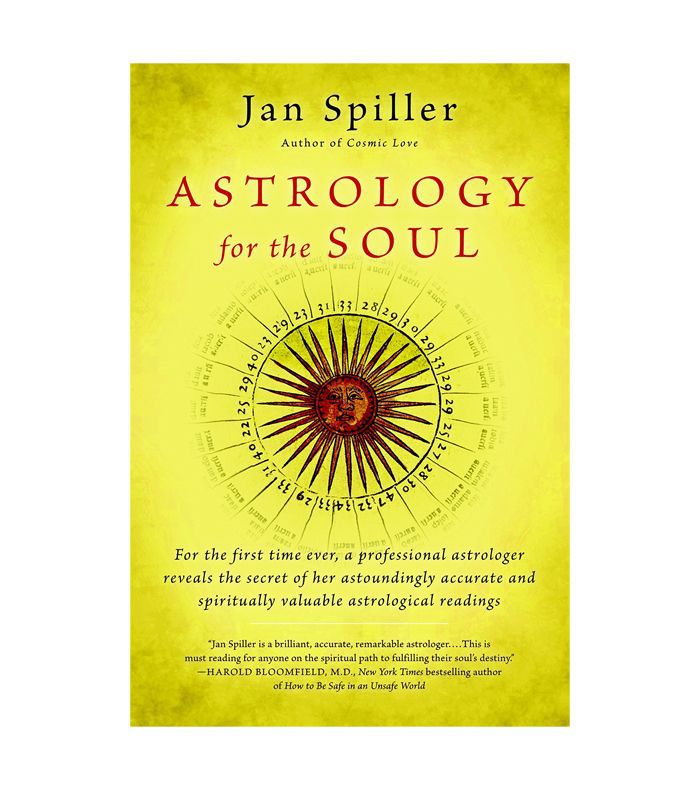 Jan Spiller
Author of Cosmic Love
ASTROLOGY
for the SOUL
For the first time ever, a professional astrologer
reveals the secret of her astoundingly accurate and
spiritually valuable astrological readings
“Jan Spiller is a brilliant, accurate, remarkable astrologer....This is
must reading for anyone on the spiritual path to fulfilling their soul’s destiny.”
—HAROLD BLOOMFIELD, M.D., New York Times bestselling author
of How to Be Safe in an Unsafe World